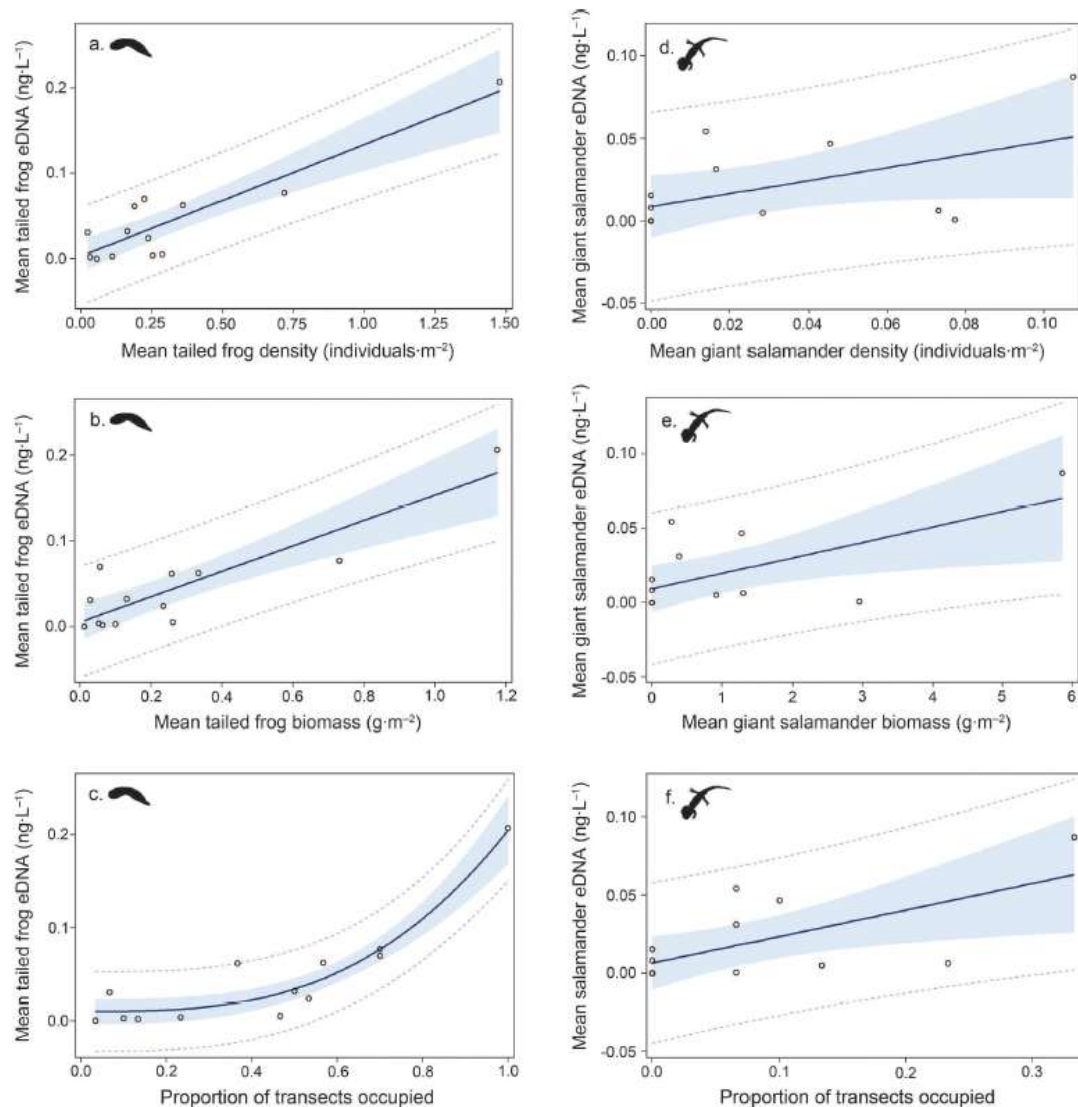 a.
Mean tailed frog eDNA (ng·L⁻¹)
0.2
0.1
0.0
0.00 0.25 0.75 1.25 1.50
Mean tailed frog density (individuals·m⁻²)
d.
Mean giant salamander eDNA (ng·L⁻¹)
0.10
0.05
0.00
-0.05
0.00 0.02 0.04 0.06 0.08 0.10
Mean giant salamander density (individuals·m⁻²)
b.
Mean tailed frog eDNA (ng·L⁻¹)
0.2
0.1
0.0
0.0 0.2 0.4 0.6 0.8 1.0 1.2
Mean tailed frog biomass (g·m⁻²)
e.
Mean giant salamander eDNA (ng·L⁻¹)
0.10
0.05
0.00
-0.05
0 1 2 3 4 5 6
Mean giant salamander biomass (g·m⁻²)
c.
Mean tailed frog eDNA (ng·L⁻¹)
0.2
0.1
0.0
0.0 0.2 0.4 0.6 0.8 1.0
Proportion of transects occupied
f.
Mean salamander eDNA (ng·L⁻¹)
0.10
0.05
0.00
-0.05
0.0 0.1 0.2 0.3
Proportion of transects occupied